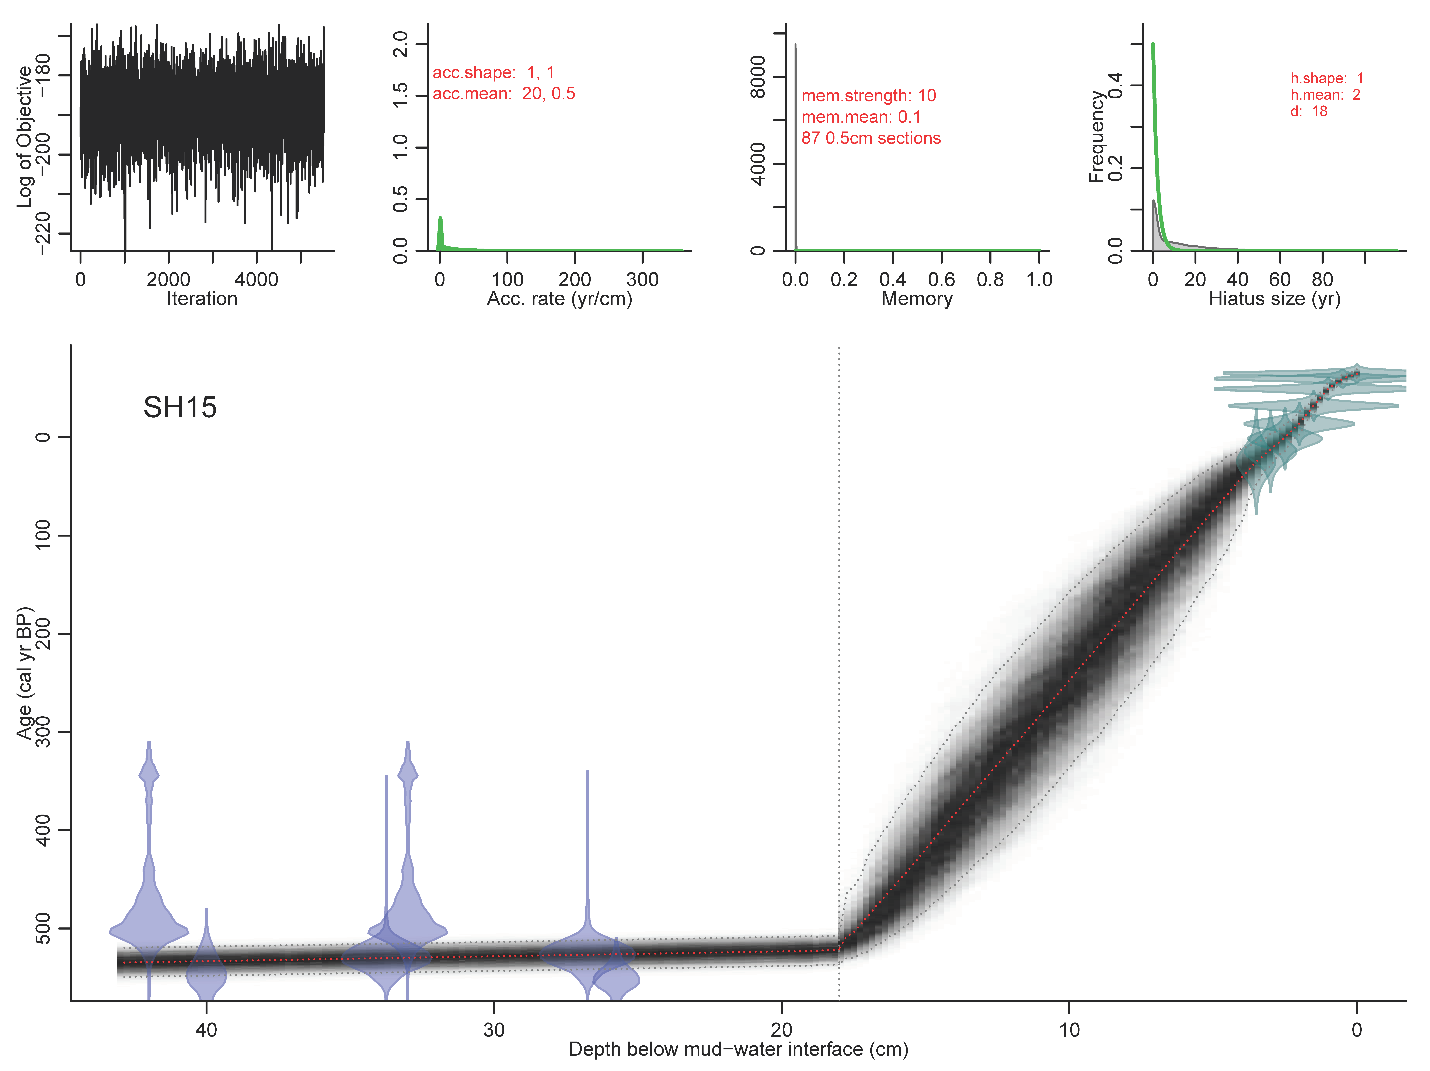 Log of Objective
−220
−200
−180
0
2000
4000
Iteration
acc.shape: 1, 1
acc.mean: 20, 0.5
0.0
0.5
1.0
1.5
2.0
0
100
200
300
Acc. rate (yr/cm)
mem.strength: 10
mem.mean: 0.1
87 0.5cm sections
0
4000
8000
0.0
0.2
0.4
0.6
0.8
1.0
Memory
h.shape: 1
h.mean: 2
d: 18
Frequency
0.0
0.2
0.4
0
20
40
60
80
Hiatus size (yr)
SH15
Age (cal yr BP)
0
100
200
300
400
500
40
30
20
10
0
Depth below mud−water interface (cm)